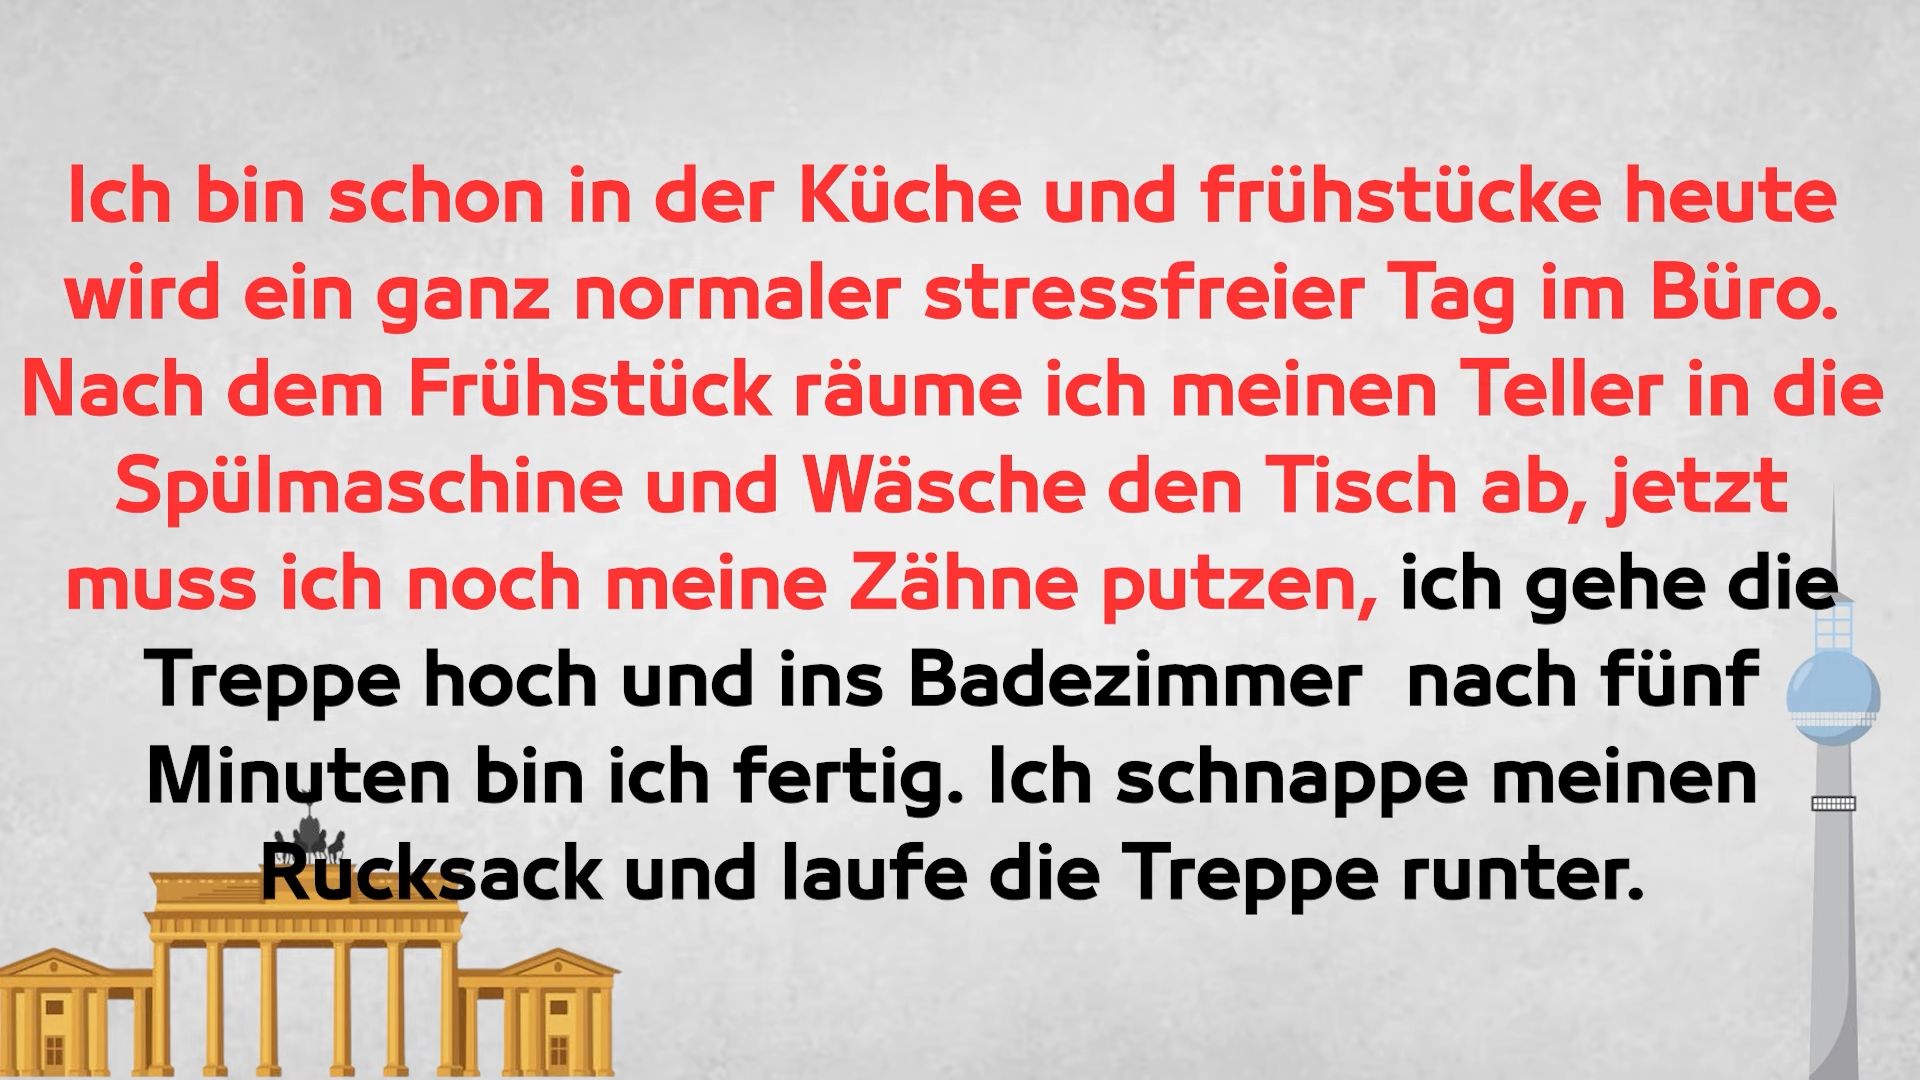 Ich bin schon in der Küche und frühstücke heute
wird ein ganz normaler stressfreier Tag im Büro.
Nach dem Frühstück räume ich meinen Teller in die
Spülmaschine und Wäsche den Tisch ab, jetzt
muss ich noch meine Zähne putzen, ich gehe die
Treppe hoch und ins Badezimmer  nach fünf
Minuten bin ich fertig. Ich schnappe meinen
Rucksack und laufe die Treppe runter.